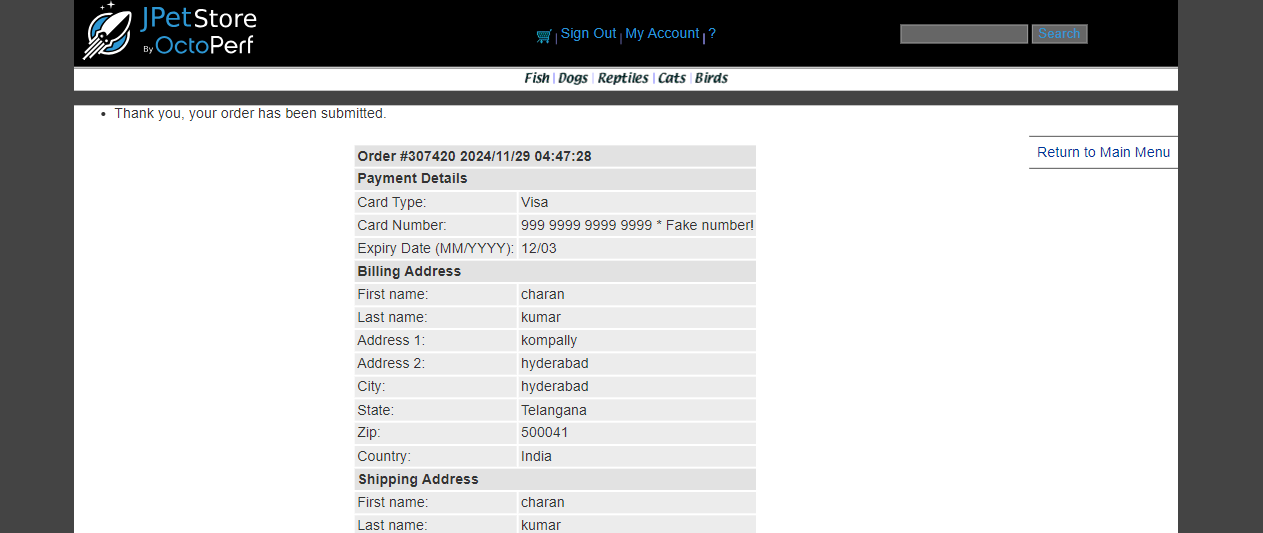 JPetStore
By OctoPerf
| Sign Out | My Account | ? Search
Fish | Dogs | Reptiles | Cats | Birds
• Thank you, your order has been submitted.
Return to Main Menu
Order #307420 2024/11/29 04:47:28
Payment Details
Card Type: Visa
Card Number: 999 9999 9999 9999 * Fake number!
Expiry Date (MM/YYYY): 12/03
Billing Address
First name: charan
Last name: kumar
Address 1: kompally
Address 2: hyderabad
City: hyderabad
State: Telangana
Zip: 500041
Country: India
Shipping Address
First name: charan
Last name: kumar